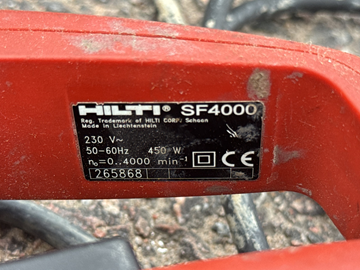 HILTI SF4000
Reg. Trademark of HILTI CORP. Schaan
Made in Liechtenstein
230 V~
50-60Hz 450 W
n₀=0..4000 min⁻¹ CE
265868